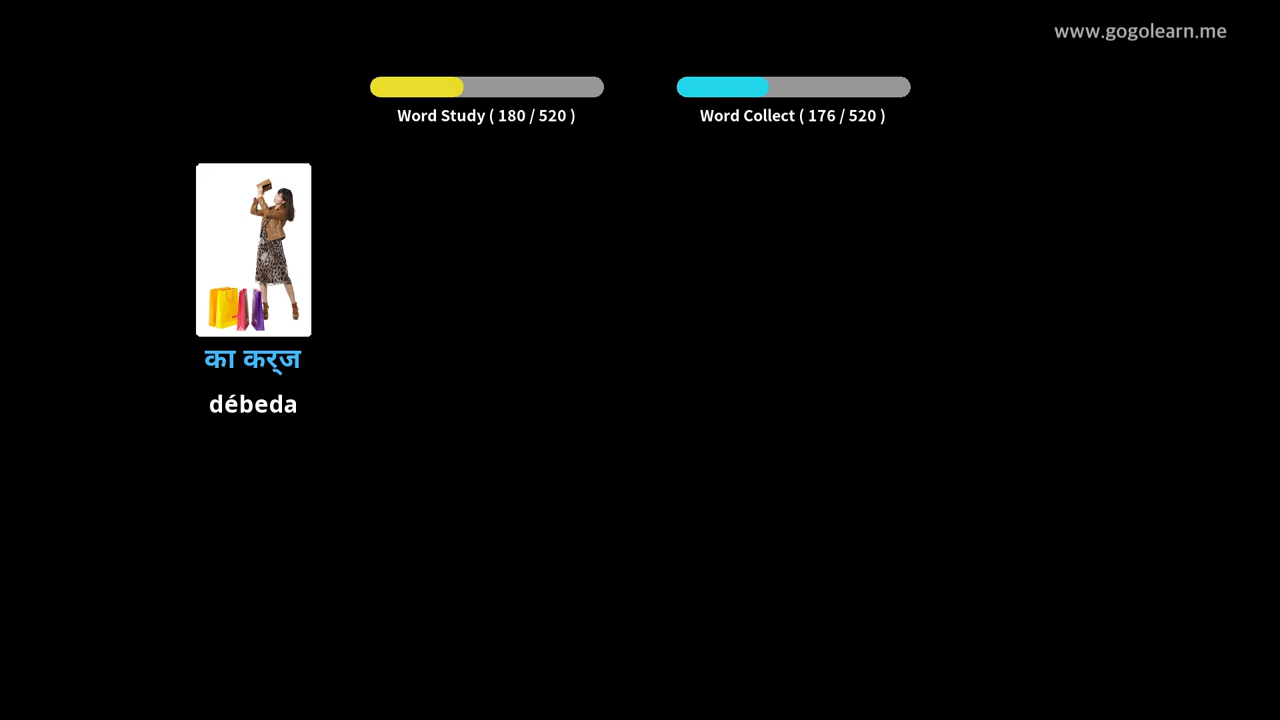 www.gogolearn.me
Word Study ( 180 / 520 )
Word Collect ( 176 / 520 )
का कर्ज
débeda